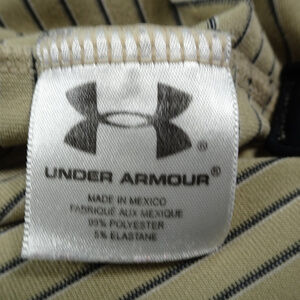 UNDER ARMOUR®
MADE IN MEXICO
FABRIQUÉ AUX MEXIQUE
95% POLYESTER
5% ELASTANE